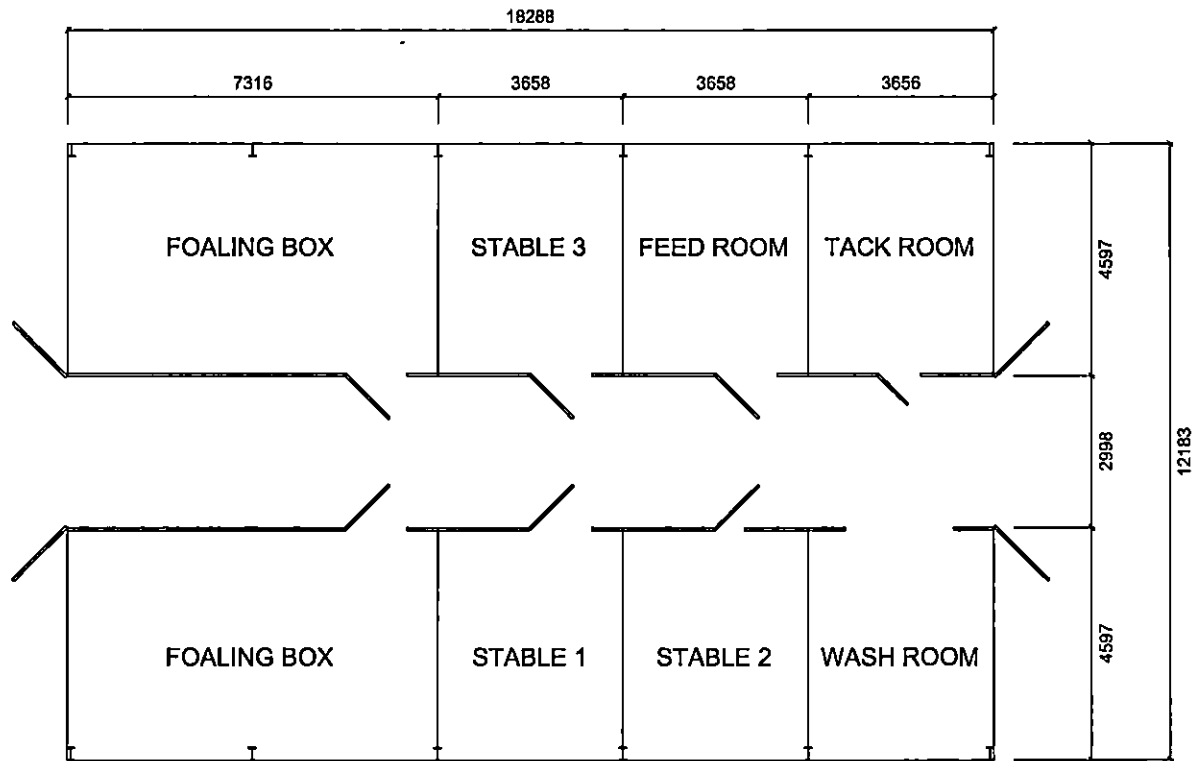 18288
7316 3658 3658 3656
FOALING BOX STABLE 3 FEED ROOM TACK ROOM
4597
2998
12183
FOALING BOX STABLE 1 STABLE 2 WASH ROOM
4597